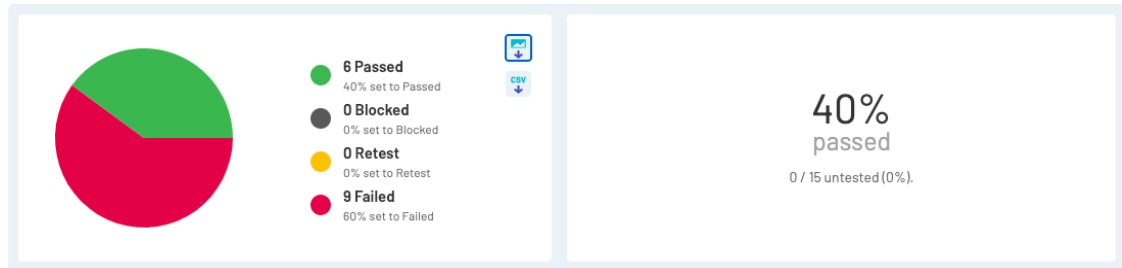 6 Passed
40% set to Passed
0 Blocked
0% set to Blocked
0 Retest
0% set to Retest
9 Failed
60% set to Failed
CSV
40%
passed
0 / 15 untested (0%).